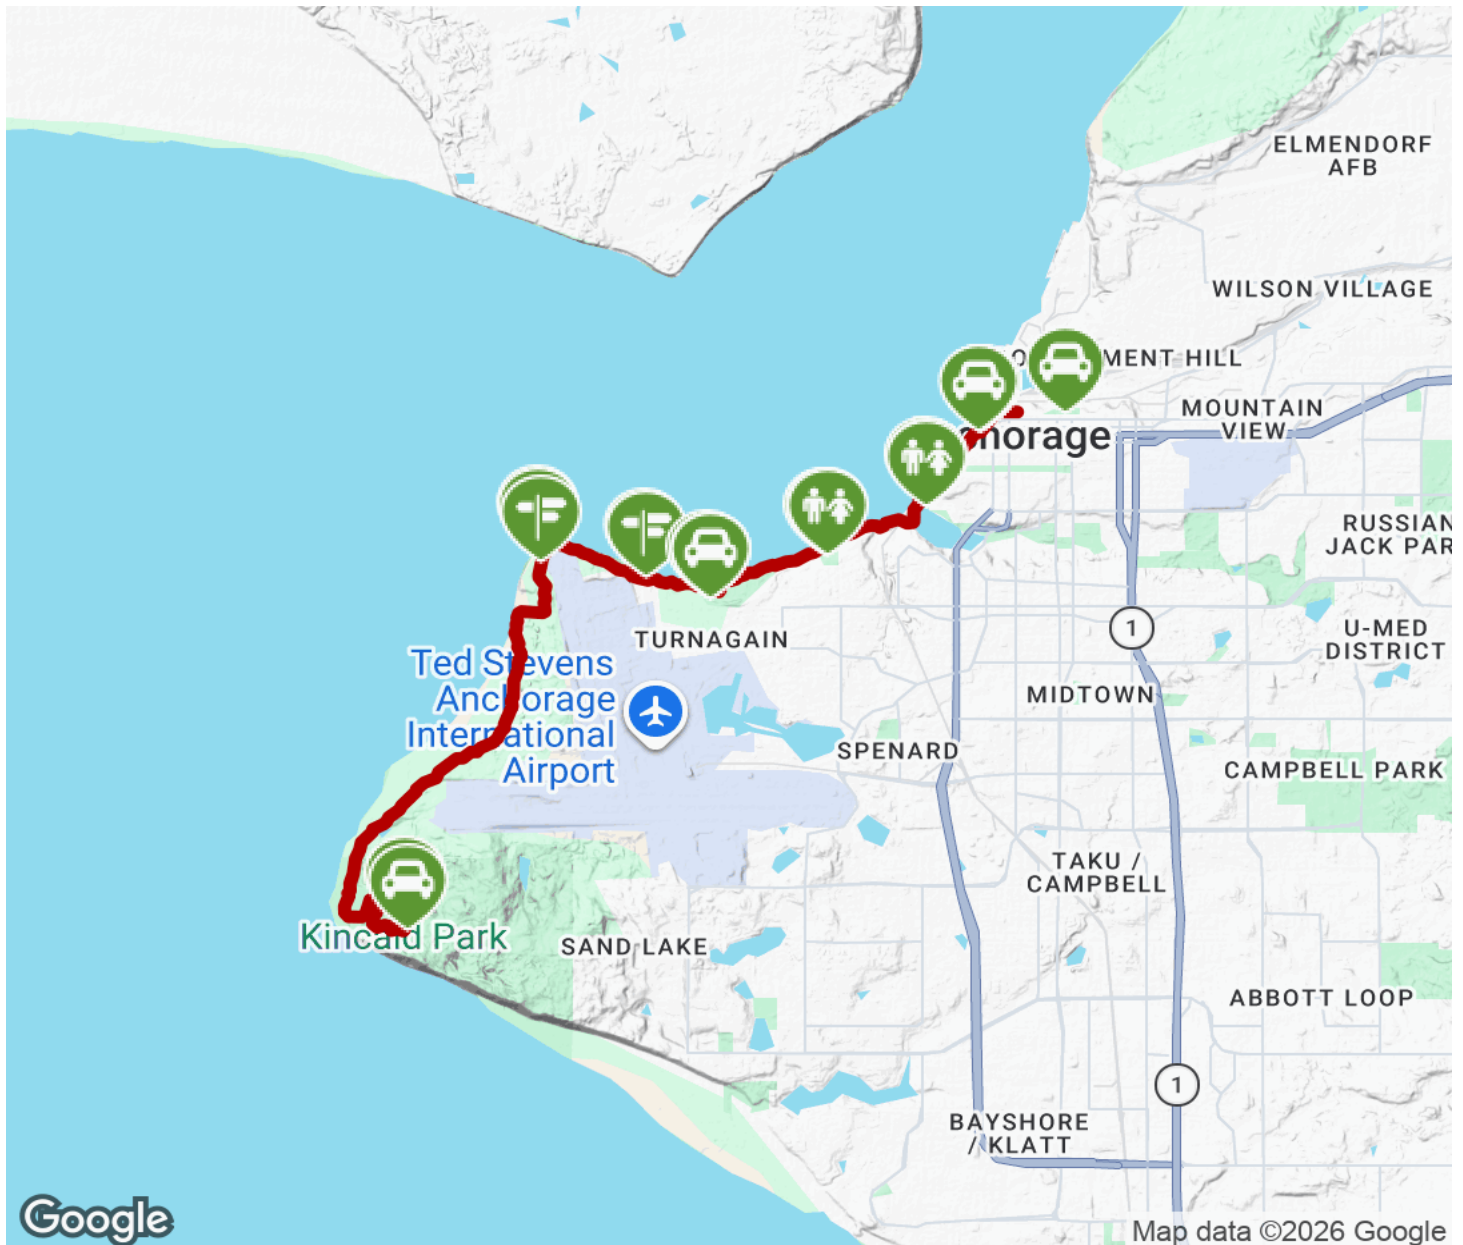 ELMENDORF
AFB
WILSON VILLAGE
MENT HILL
MOUNTAIN
VIEW
horage
RUSSIAN
JACK PAR
TURNAGAIN
1
U-MED
DISTRICT
Ted Stevens
Anchorage
International
Airport
MIDTOWN
SPENARD
CAMPBELL PARK
TAKU /
CAMPBELL
Kincaid Park
SAND LAKE
ABBOTT LOOP
1
BAYSHORE
/ KLATT
Google
Map data ©2026 Google